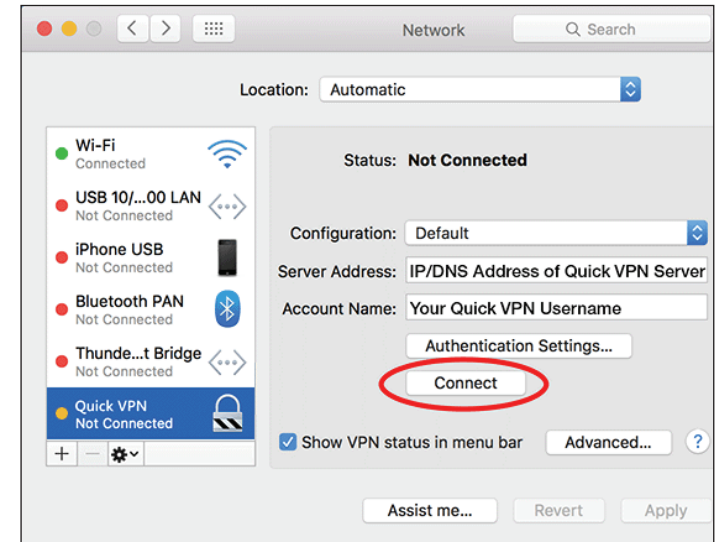 Network
Search
Location: Automatic
Wi-Fi
Connected
USB 10/...00 LAN
Not Connected
iPhone USB
Not Connected
Bluetooth PAN
Not Connected
Thunde...t Bridge
Not Connected
Quick VPN
Not Connected
Status: Not Connected
Configuration: Default
Server Address: IP/DNS Address of Quick VPN Server
Account Name: Your Quick VPN Username
Authentication Settings...
Connect
Show VPN status in menu bar
Advanced...
?
Assist me...
Revert
Apply